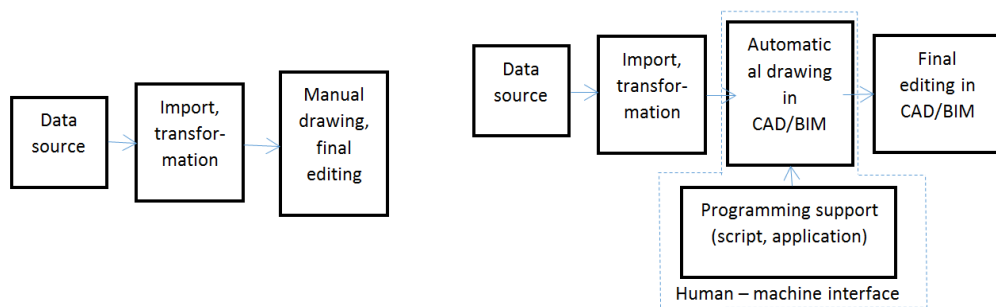 Data
source
Import,
transfor-
mation
Manual
drawing,
final
editing
Data
source
Import,
transfor-
mation
Automatic
al drawing
in
CAD/BIM
Final
editing in
CAD/BIM
Programming support
(script, application)
Human – machine interface